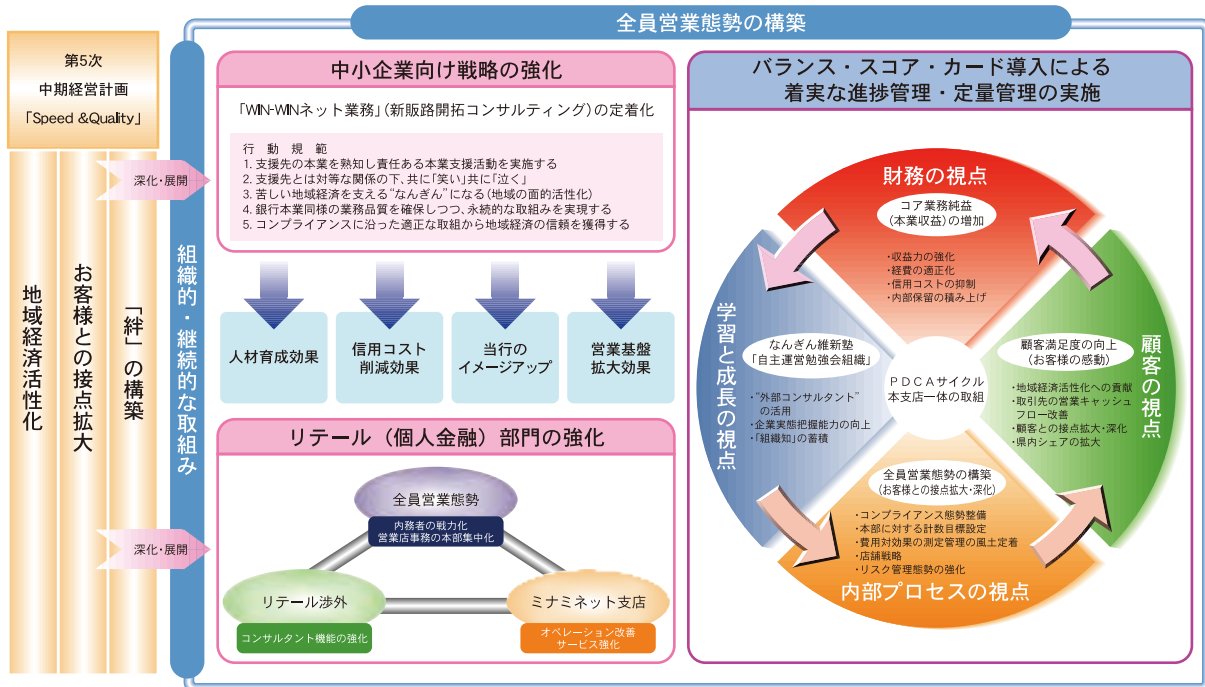 全員営業態勢の構築
第5次
中期経営計画
「Speed &Quality」
地域経済活性化
お客様との接点拡大
「絆」の構築
深化・展開
深化・展開
組織的・継続的な取組み
中小企業向け戦略の強化
「WIN-WINネット業務」(新販路開拓コンサルティング)の定着化
行動規範
1. 支援先の本業を熟知し責任ある本業支援活動を実施する
2. 支援先とは対等な関係の下、共に「笑い」共に「泣く」
3. 苦しい地域経済を支える“なんぎん”になる(地域の面的活性化)
4. 銀行本業同様の業務品質を確保しつつ、永続的な取組みを実現する
5. コンプライアンスに沿った適正な取組から地域経済の信頼を獲得する
人材育成効果
信用コスト
削減効果
当行の
イメージアップ
営業基盤
拡大効果
リテール(個人金融)部門の強化
全員営業態勢
内務者の戦力化
営業店事務の本部集中化
リテール渉外
コンサルタント機能の強化
ミナミネット支店
オペレーション改善
サービス強化
バランス・スコア・カード導入による
着実な進捗管理・定量管理の実施
財務の視点
コア業務純益
(本業収益)の増加
・収益力の強化
・経費の適正化
・信用コストの抑制
・内部保留の積み上げ
学習と成長の視点
なんぎん維新塾
「自主運営勉強会組織」
・“外部コンサルタント”
の活用
・企業実態把握能力の向上
・「組織知」の蓄積
PDCAサイクル
本支店一体の取組
顧客の視点
顧客満足度の向上
(お客様の感動)
・地域経済活性化への貢献
・取引先の営業キャッシュ
フロー改善
・顧客との接点拡大・深化
・県内シェアの拡大
全員営業態勢の構築
(お客様との接点拡大・深化)
・コンプライアンス態勢整備
・本部に対する計数目標設定
・費用対効果の測定管理の風土定着
・店舗戦略
・リスク管理態勢の強化
内部プロセスの視点